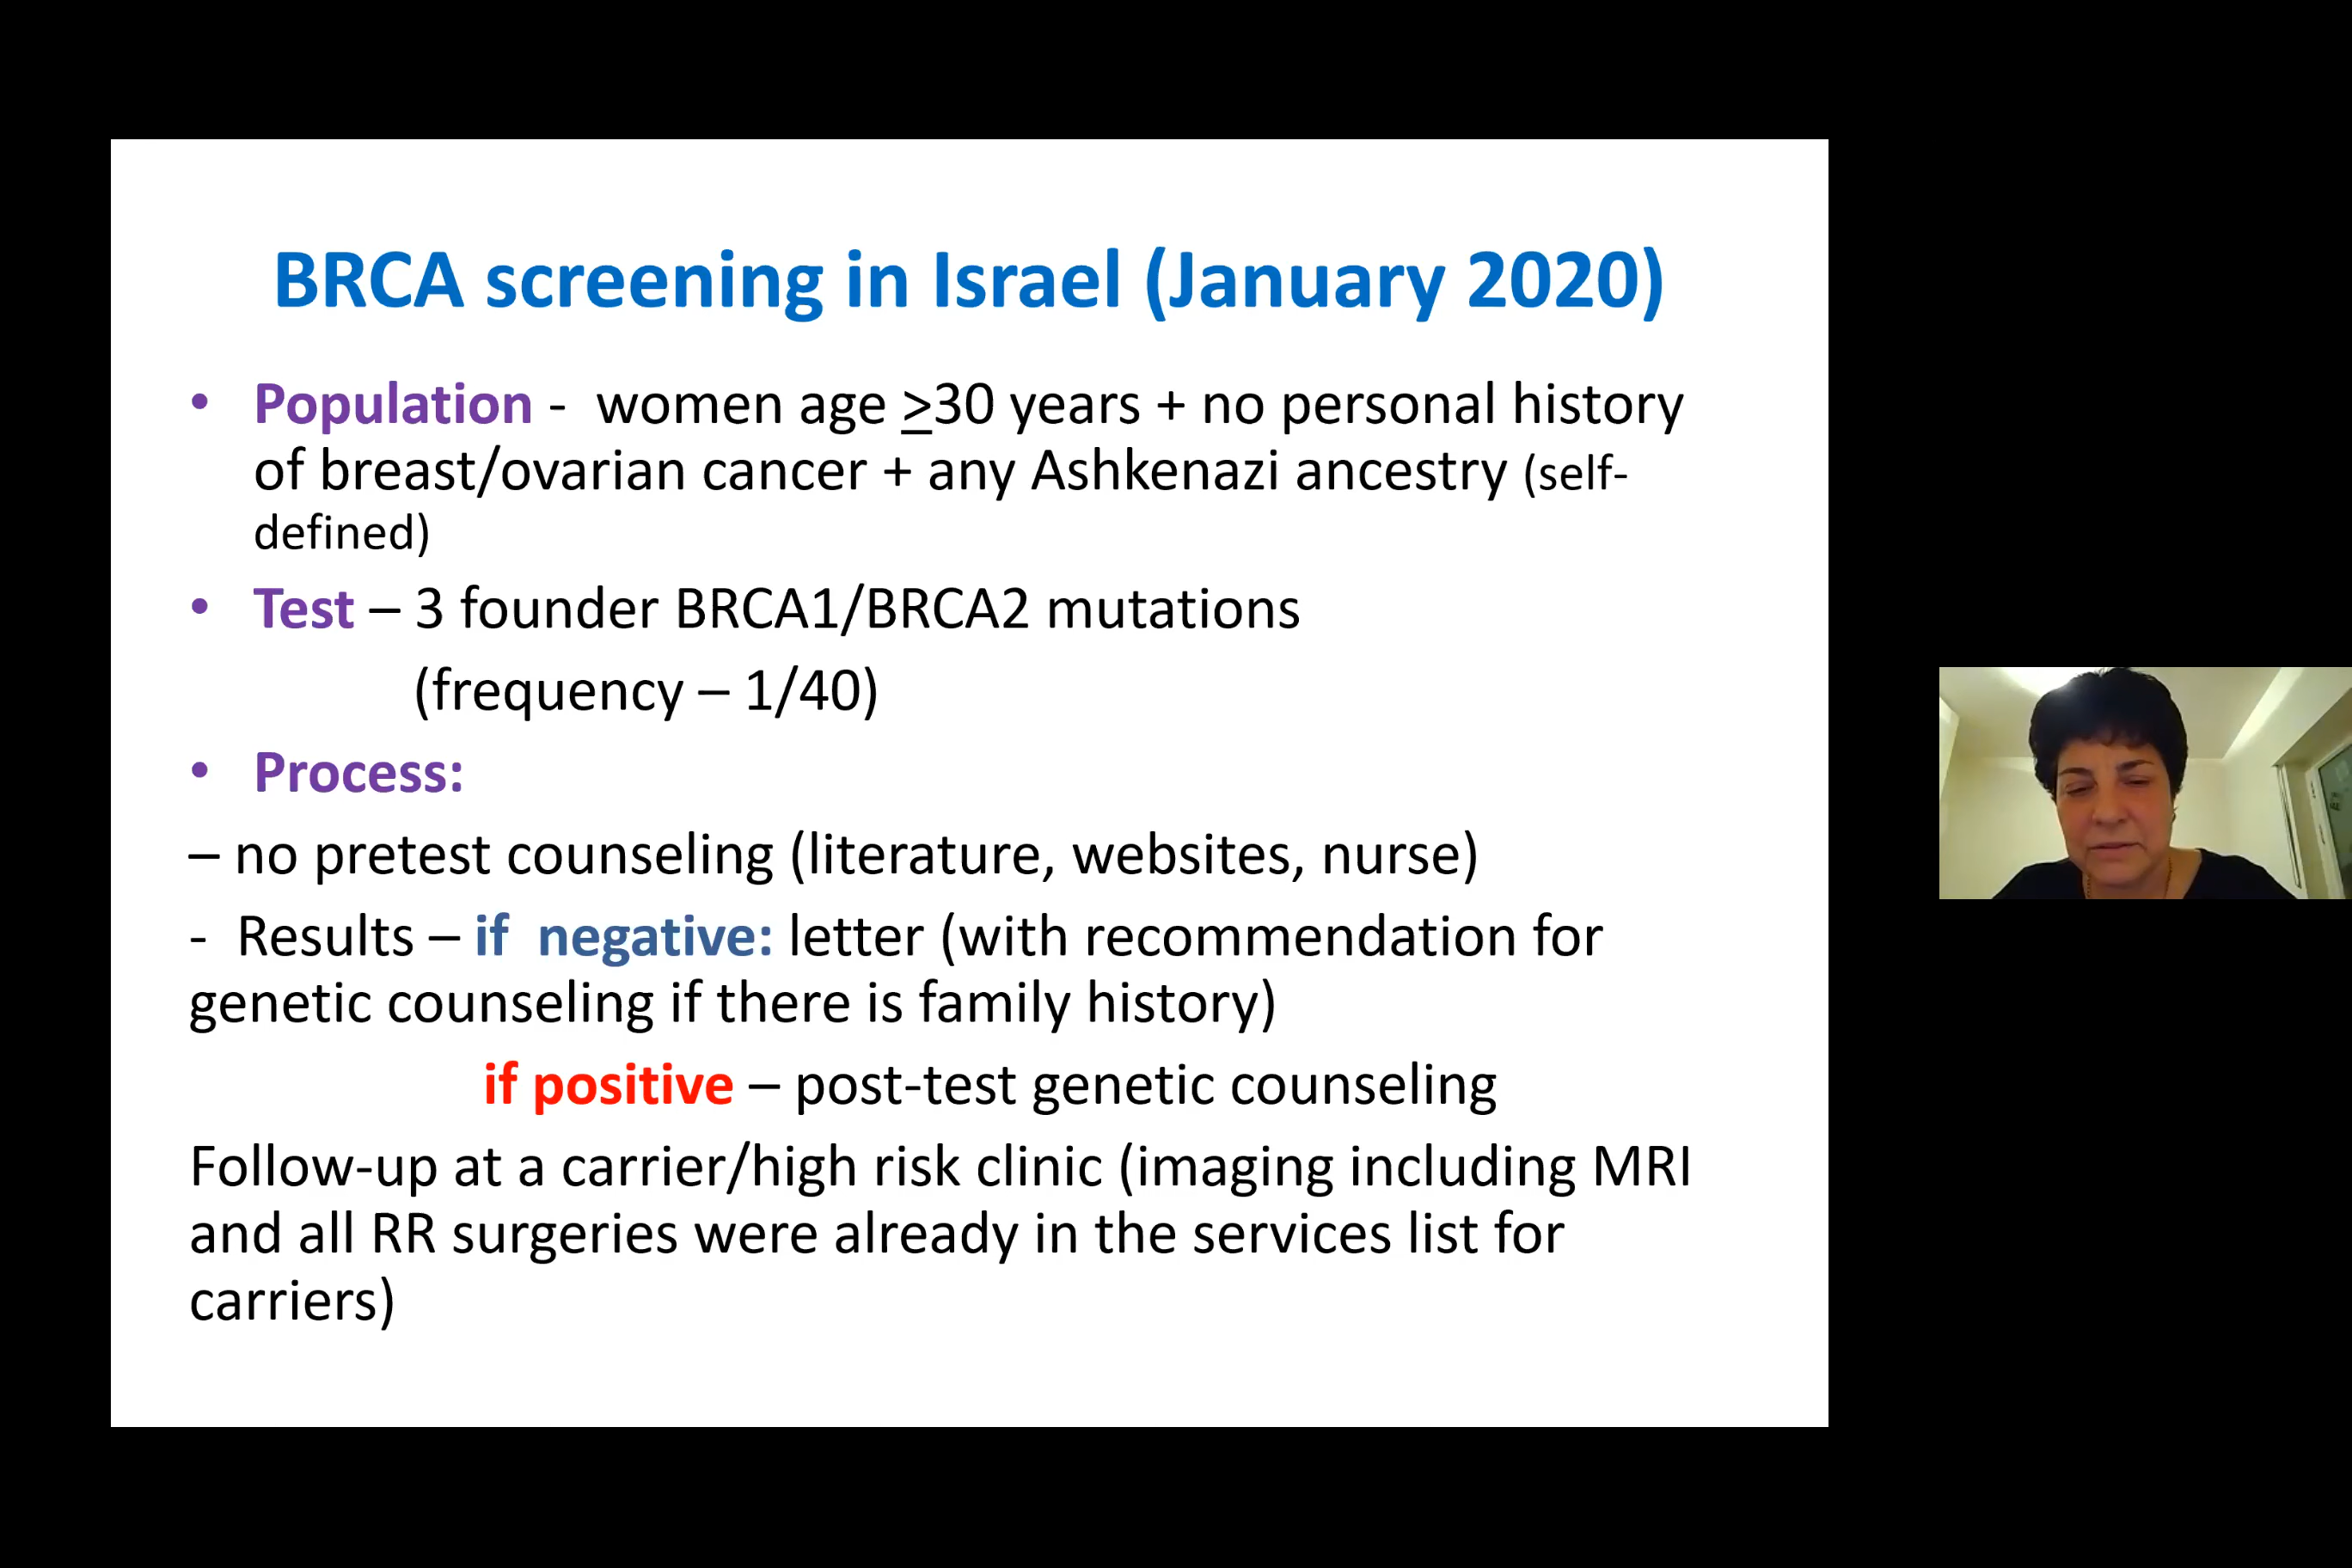 BRCA screening in Israel (January 2020)
• Population - women age >30 years + no personal history
of breast/ovarian cancer + any Ashkenazi ancestry (self-
defined)
• Test – 3 founder BRCA1/BRCA2 mutations
(frequency – 1/40)
• Process:
– no pretest counseling (literature, websites, nurse)
- Results – if negative: letter (with recommendation for
genetic counseling if there is family history)
if positive – post-test genetic counseling
Follow-up at a carrier/high risk clinic (imaging including MRI
and all RR surgeries were already in the services list for
carriers)